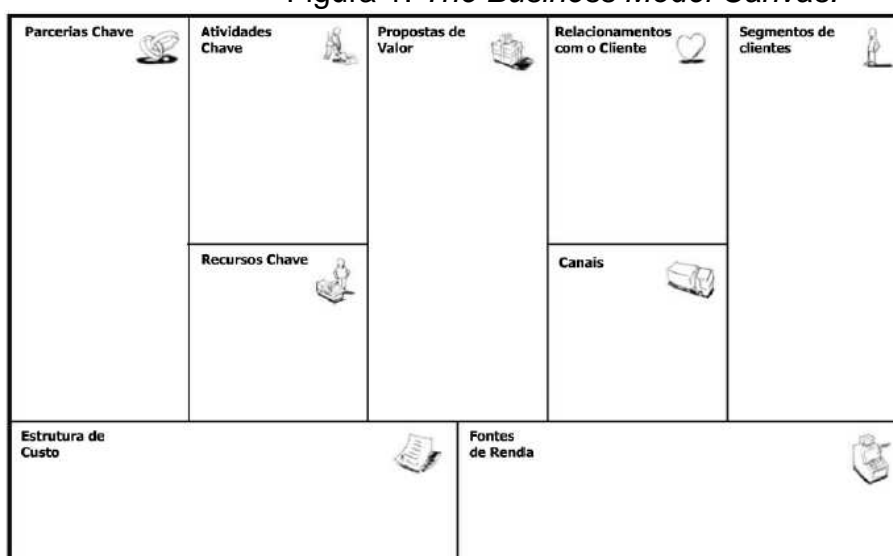 Figura 1: The Business Model Canvas.
Parcerias Chave
Atividades
Chave
Propostas de
Valor
Relacionamentos
com o Cliente
Segmentos de
clientes
Recursos Chave
Canais
Estrutura de
Custo
Fontes
de Renda